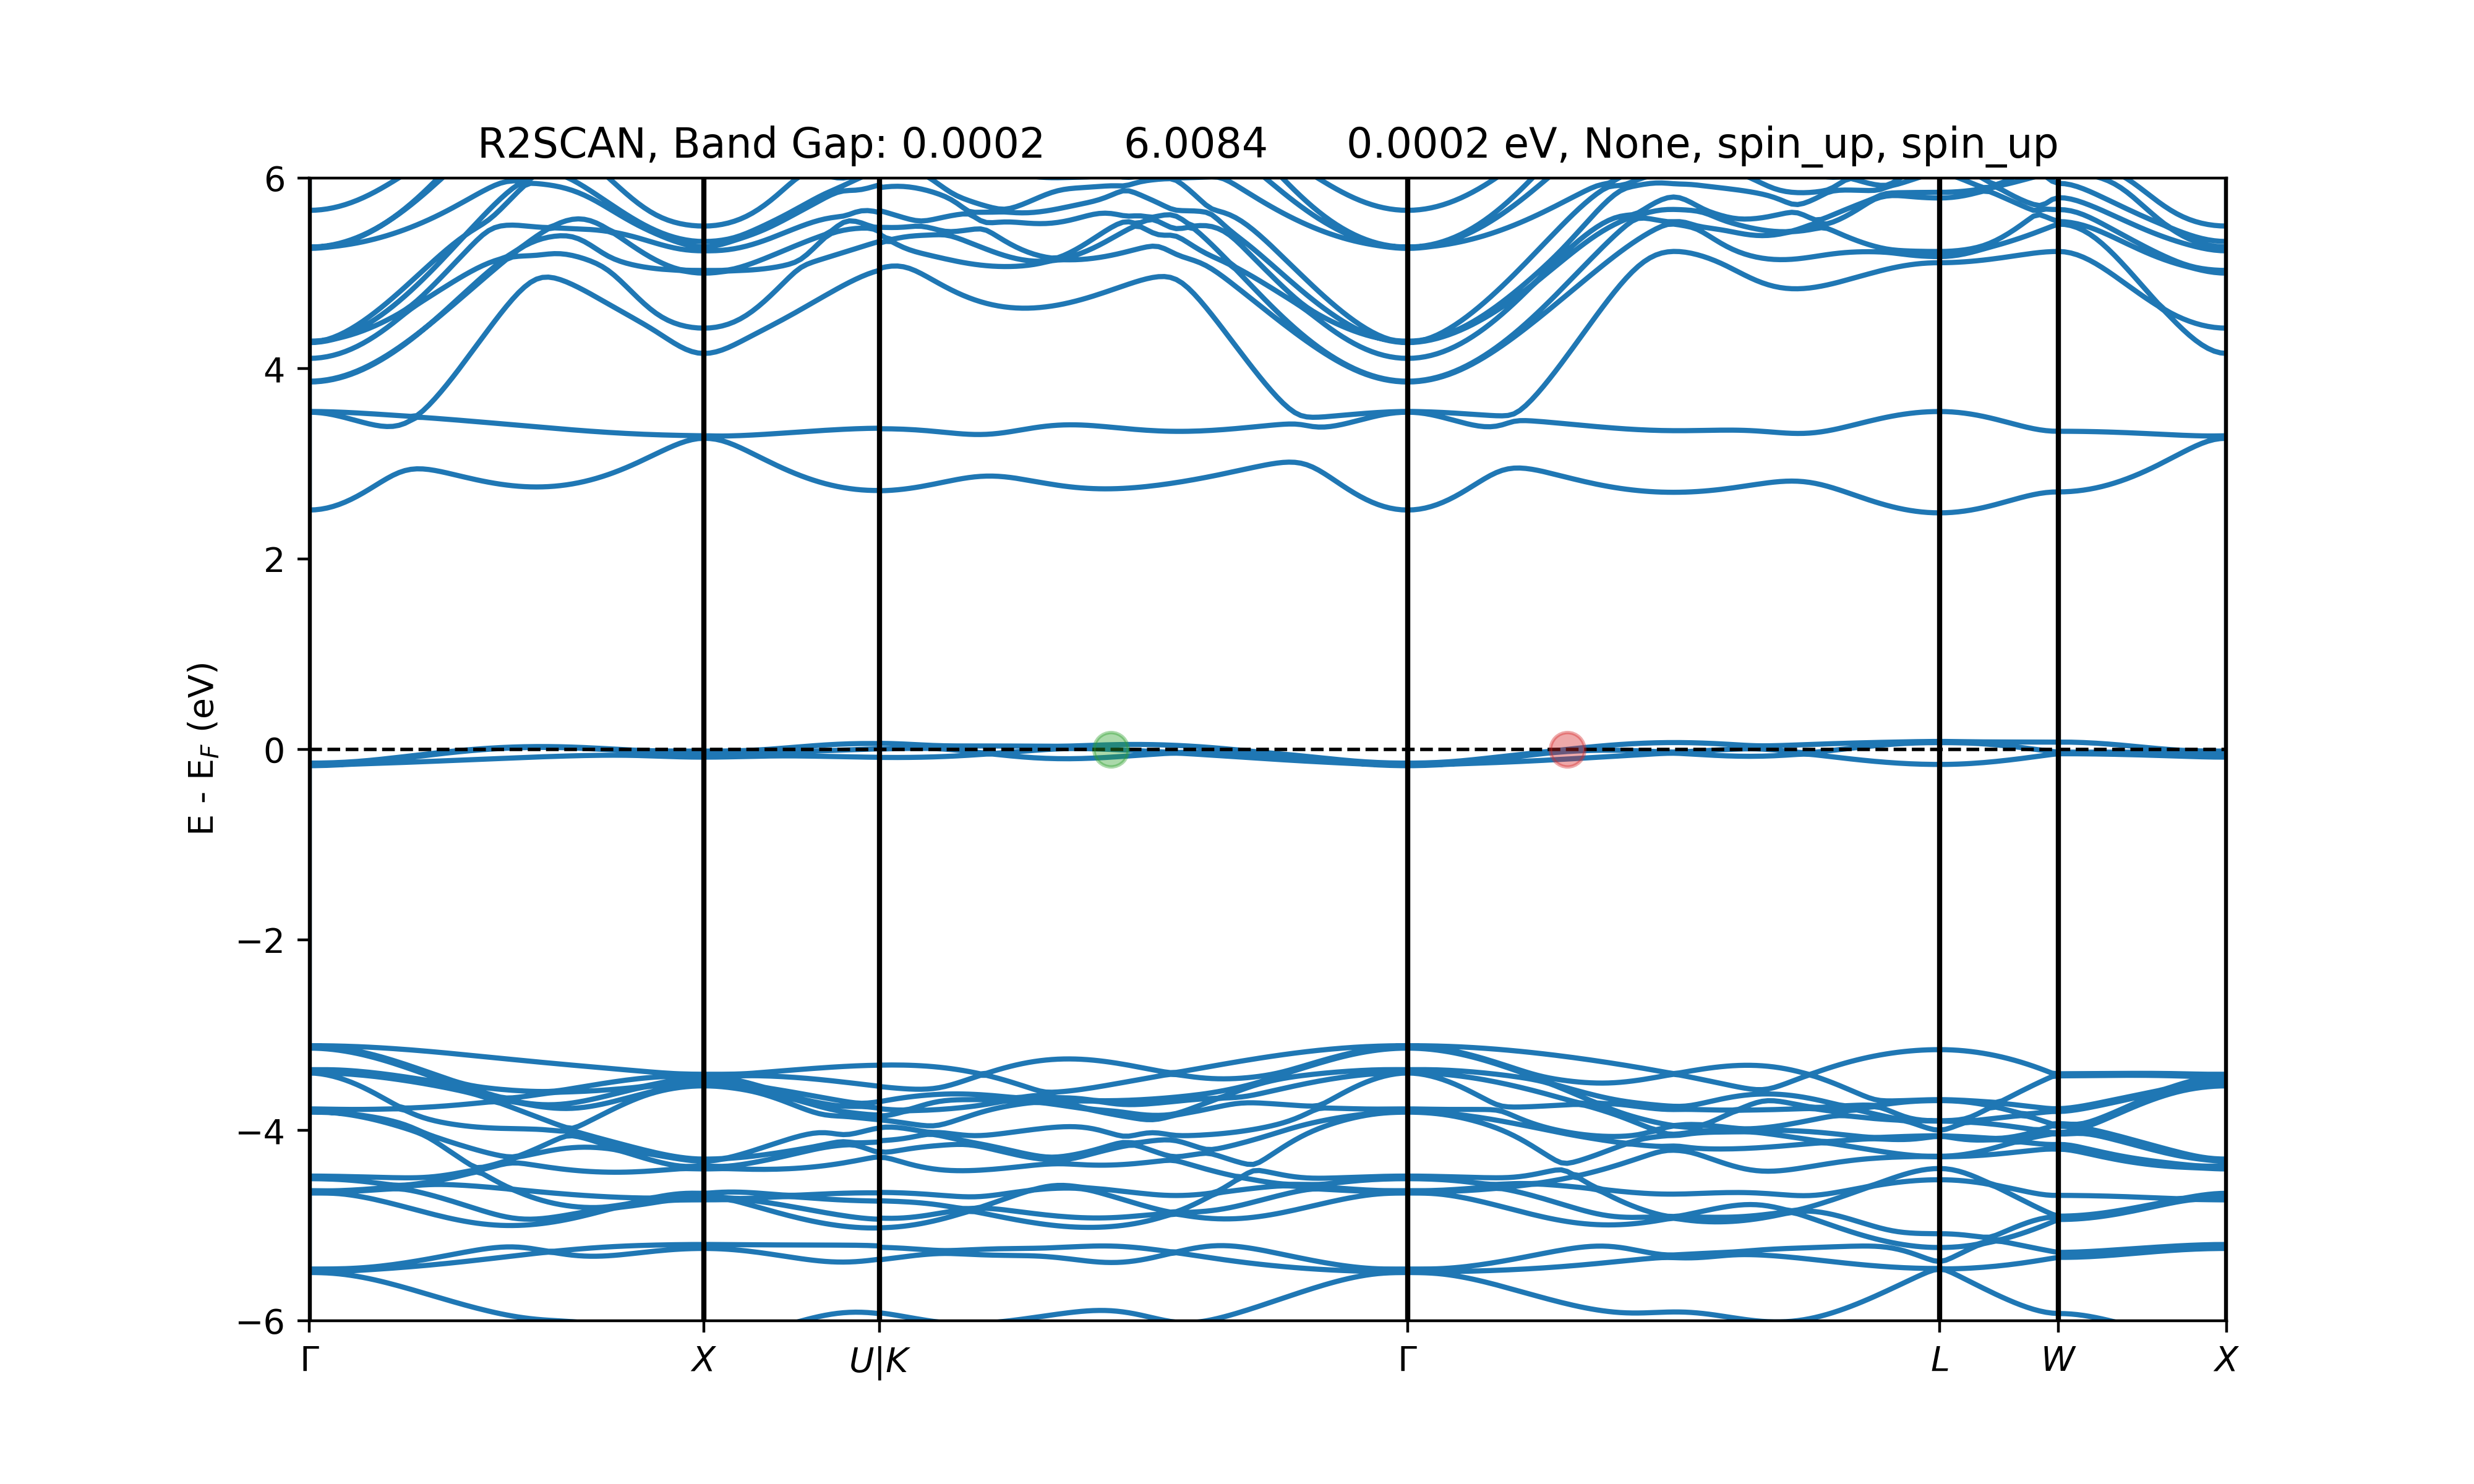 R2SCAN, Band Gap: 0.0002 6.0084 0.0002 eV, None, spin_up, spin_up
6
4
2
0
−2
−4
−6
E - E_F (eV)
Γ X U|K Γ L W X